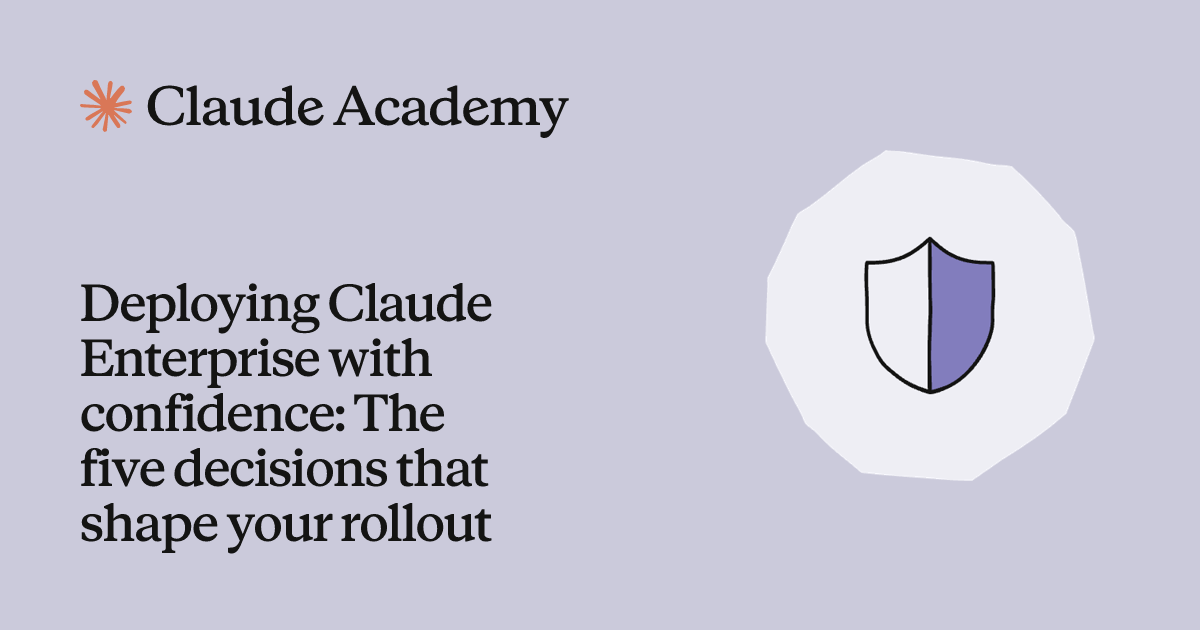 Claude Academy
Deploying Claude
Enterprise with
confidence: The
five decisions that
shape your rollout